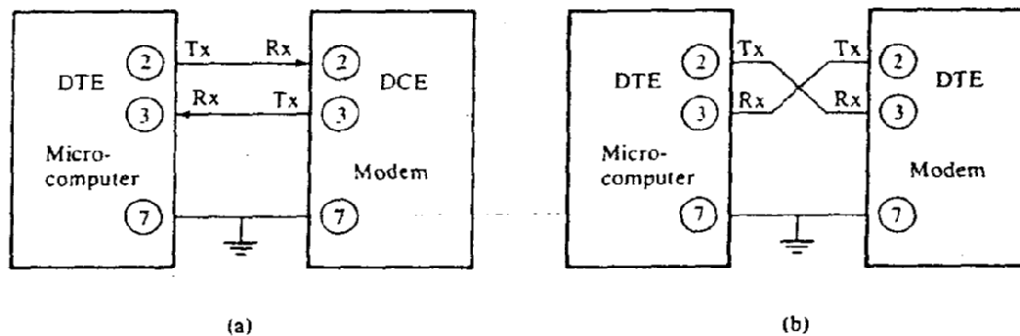 2 Tx Rx 2
DTE DCE
3 Rx Tx 3
Micro-
computer Modem
7 7
(a)
2 Tx Tx 2
DTE DTE
3 Rx Rx 3
Micro-
computer Modem
7 7
(b)